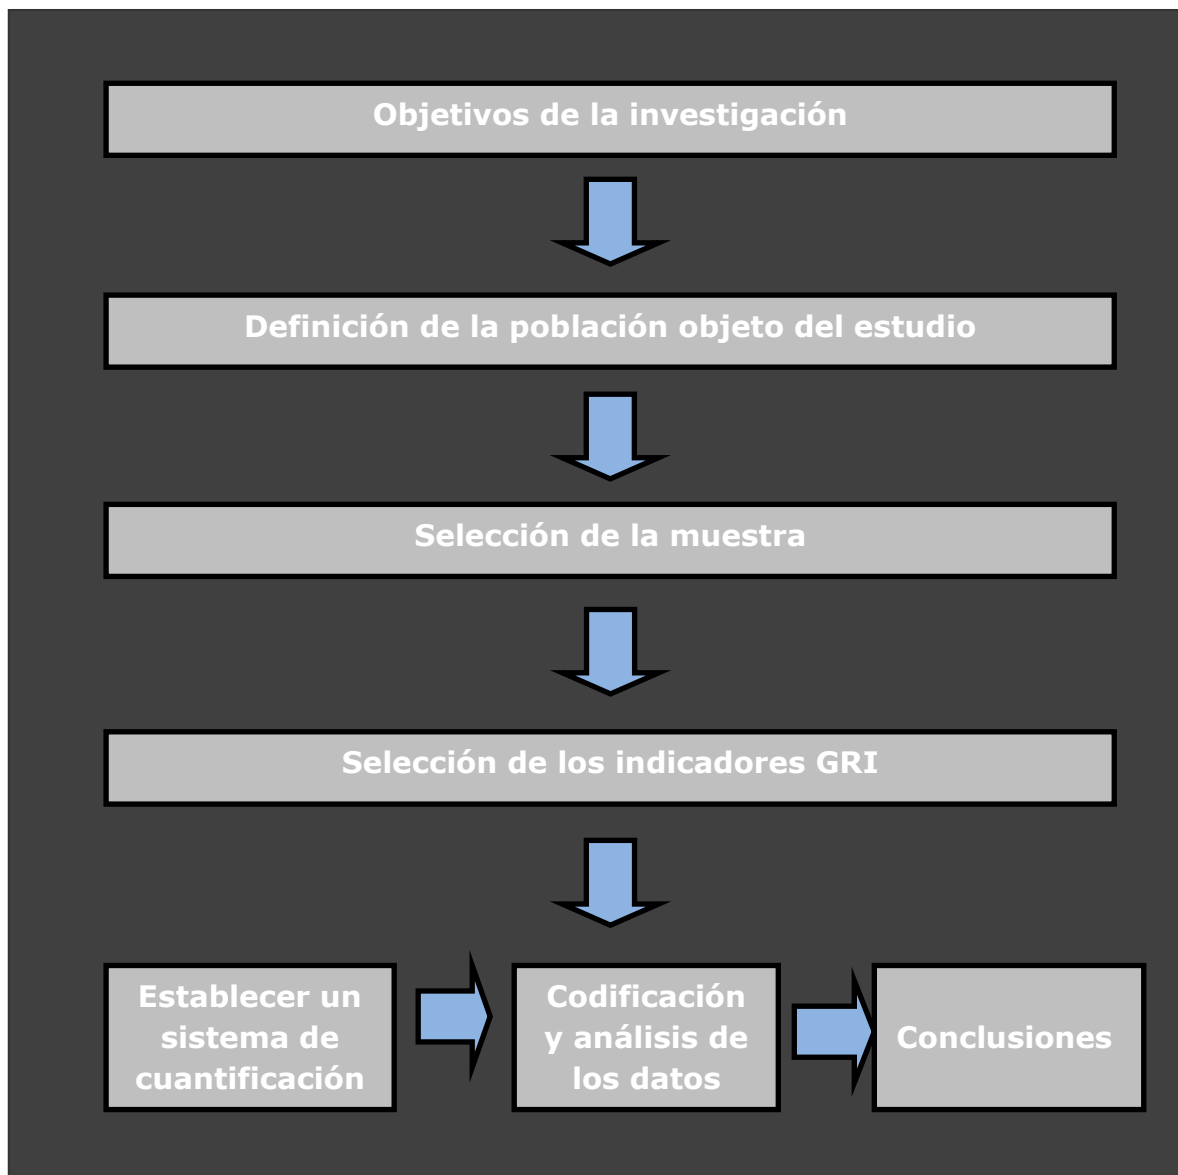 Objetivos de la investigación
Definición de la población objeto del estudio
Selección de la muestra
Selección de los indicadores GRI
Establecer un
sistema de
cuantificación
Codificación
y análisis de
los datos
Conclusiones